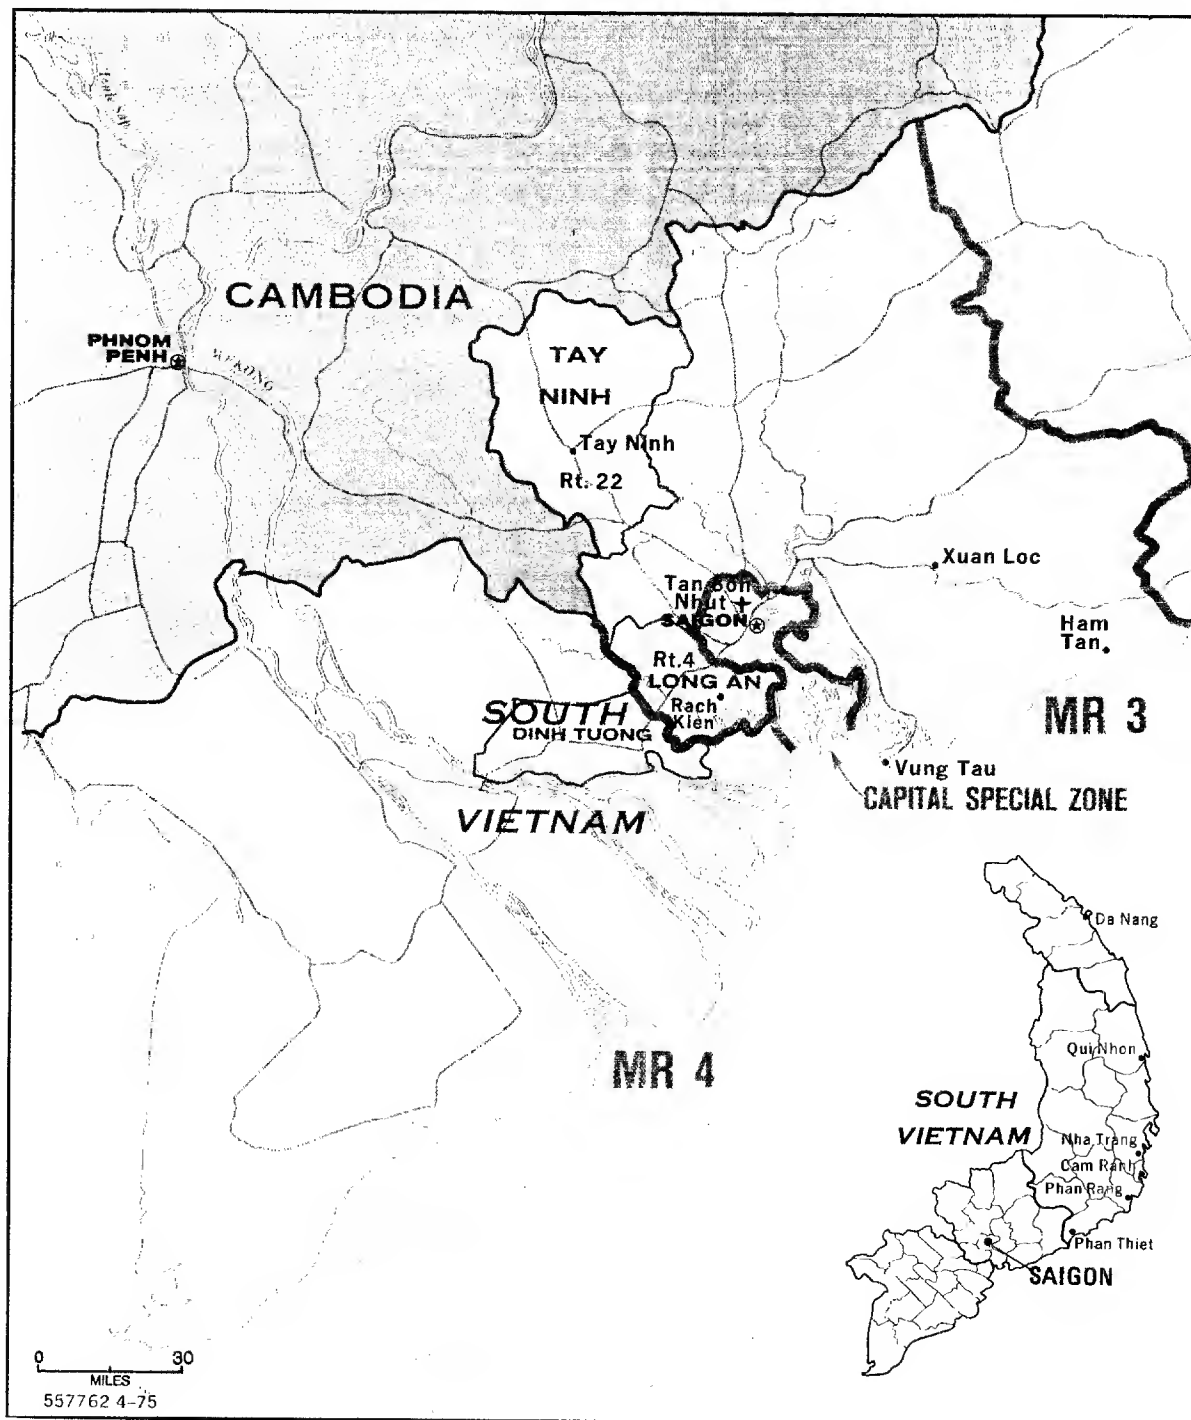 Tonle Sap
CAMBODIA
PHNOM
PENH
MEKONG
TAY
NINH
Tay Ninh
Rt. 22
Xuan Loc
Tan Son
Nhut
SAIGON
Ham
Tan
Rt.4
LONG AN
Rach
Kien
SOUTH
DINH TUONG
MR 3
Vung Tau
CAPITAL SPECIAL ZONE
VIETNAM
MR 4
Da Nang
Qui Nhon
SOUTH
VIETNAM
Nha Trang
Cam Ranh
Phan Rang
Phan Thiet
SAIGON
0 30
MILES
557762 4-75